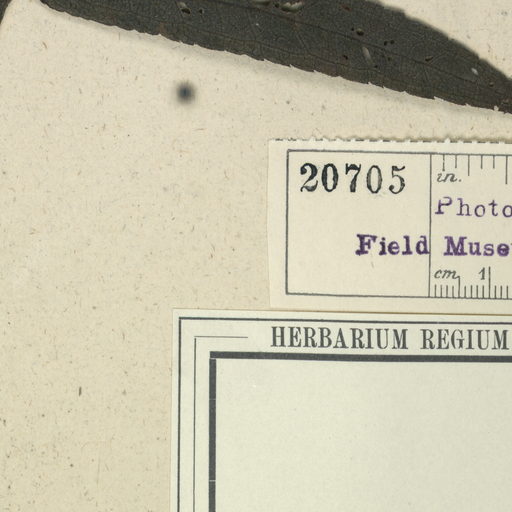 20705
in.
Photo
Field Muse
cm 1
HERBARIUM REGIUM